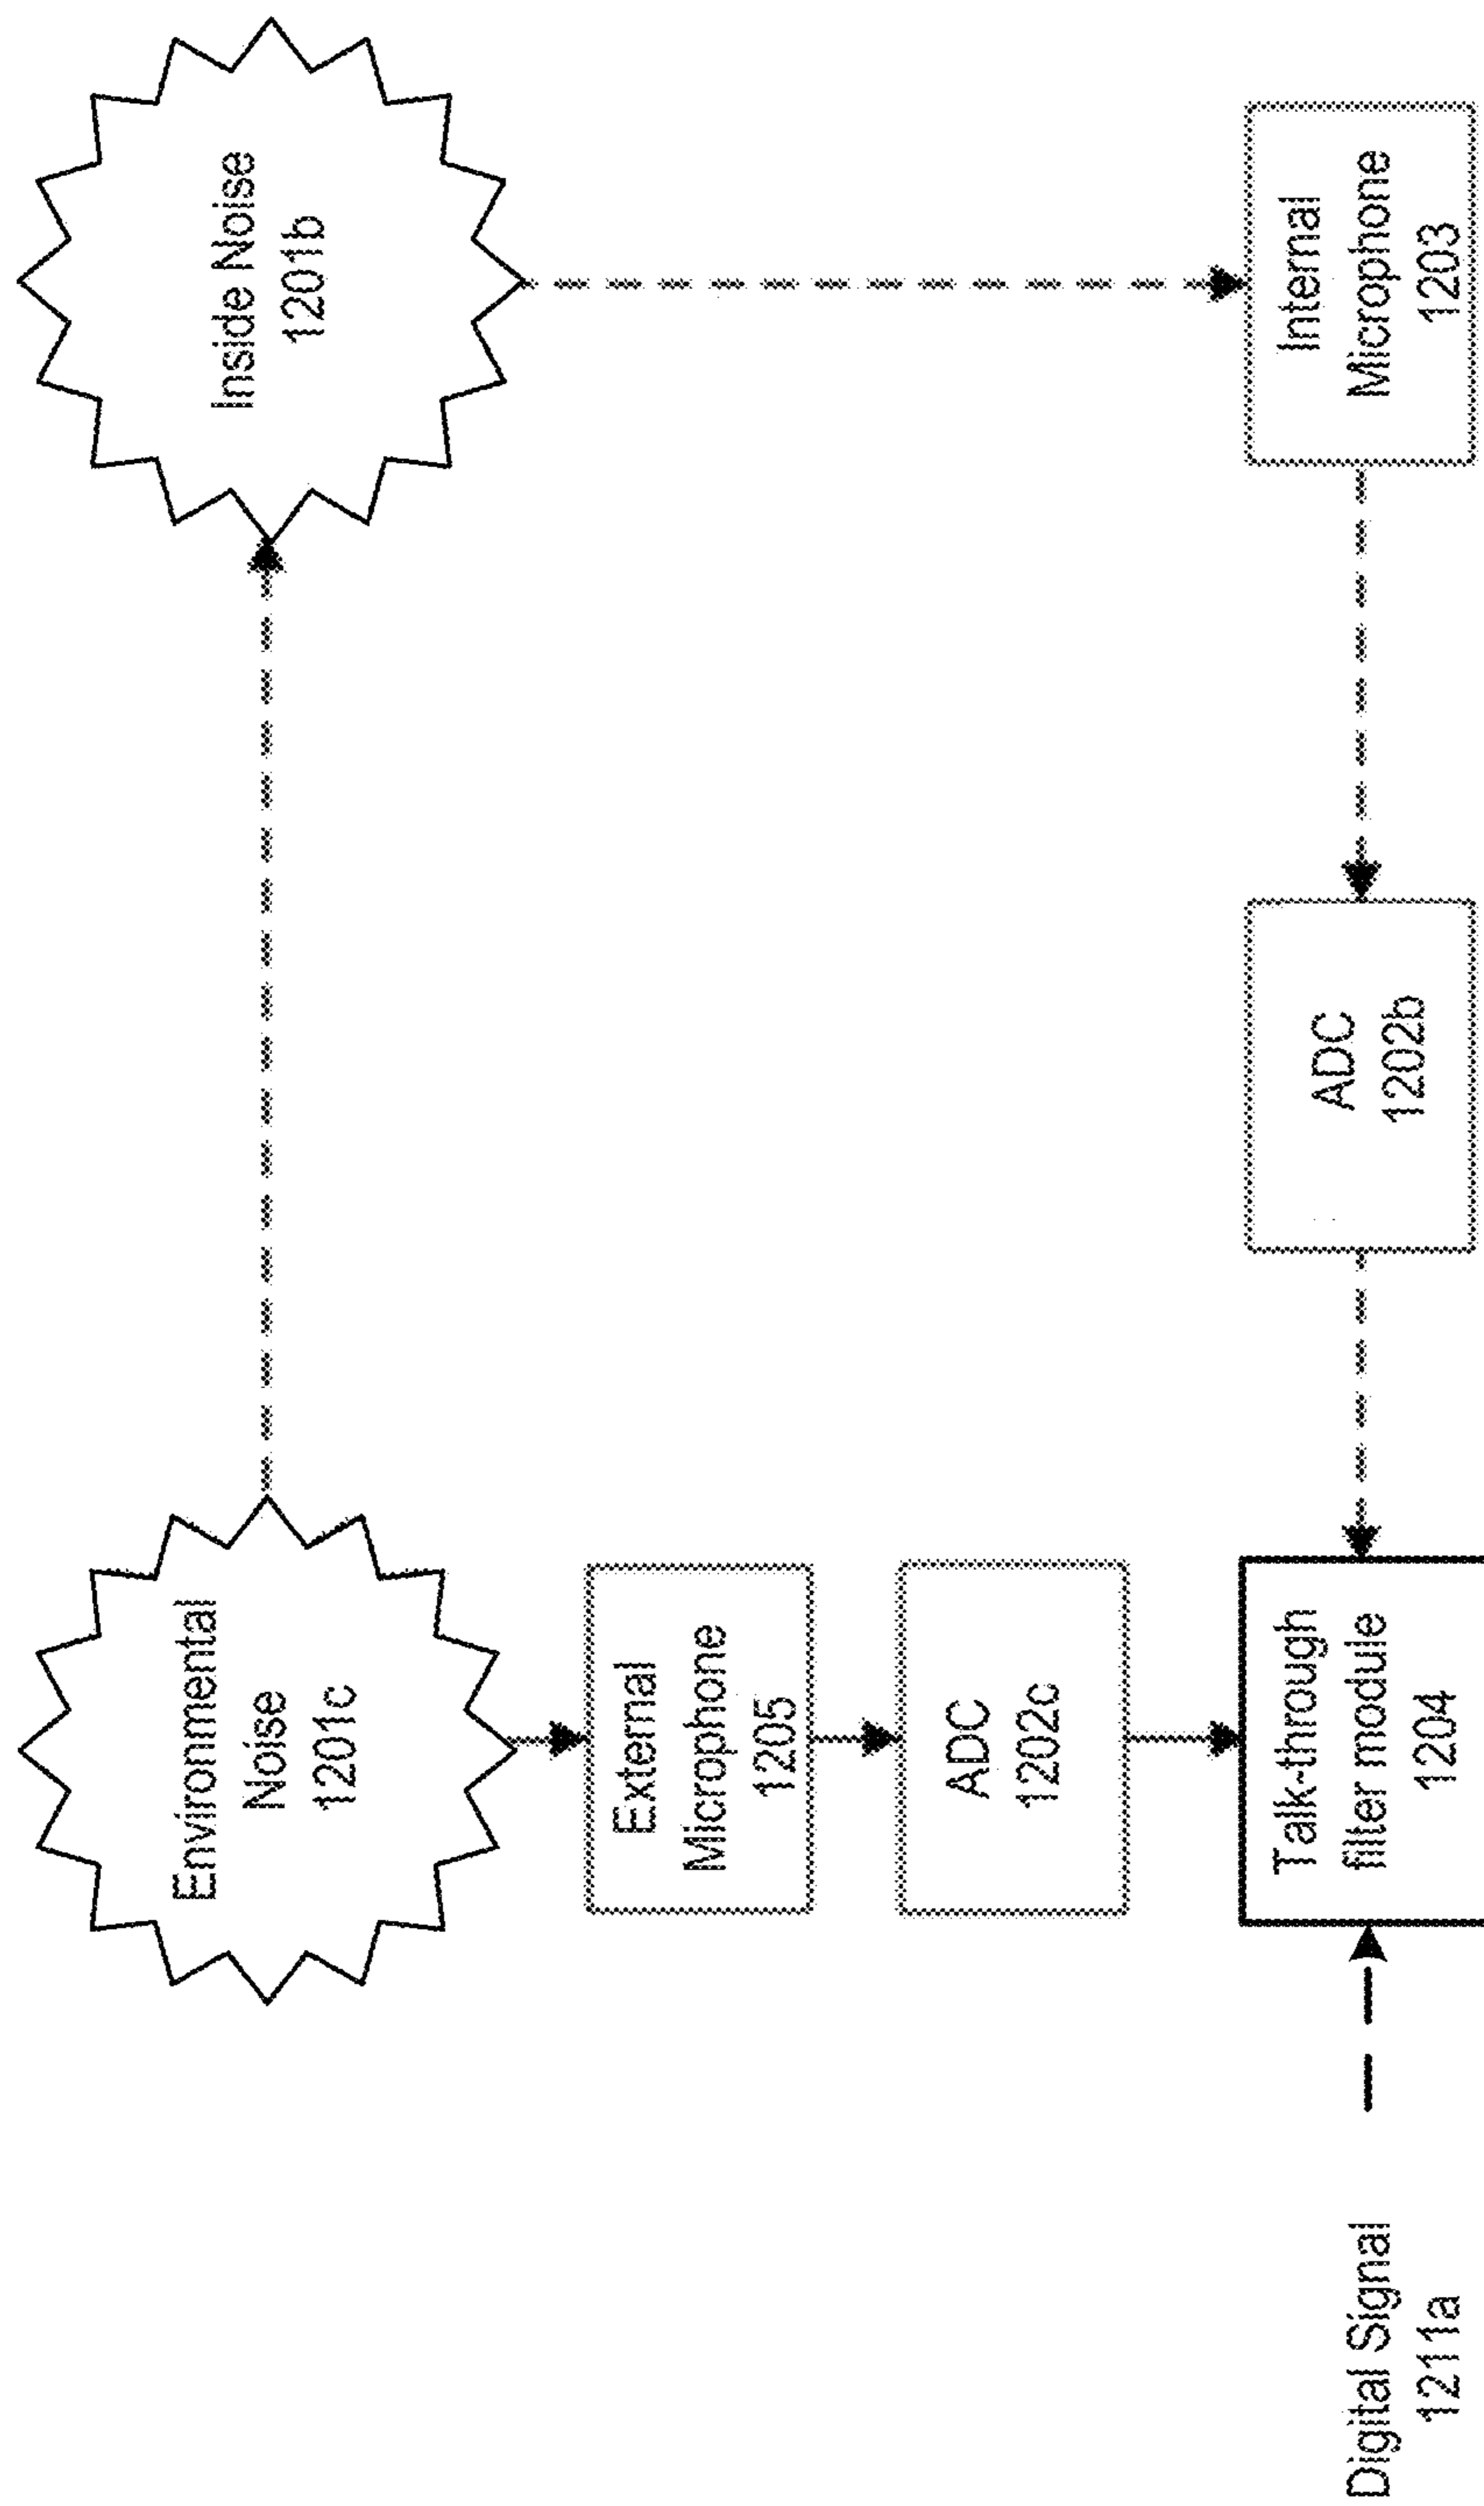 Inside Noise
1201b
Environmental
Noise
1201c
External
Microphone
1205
ADC
1202c
Internal
Microphone
1203
ADC
1202b
Talk-through
filter module
1204
Digital Signal
1211a